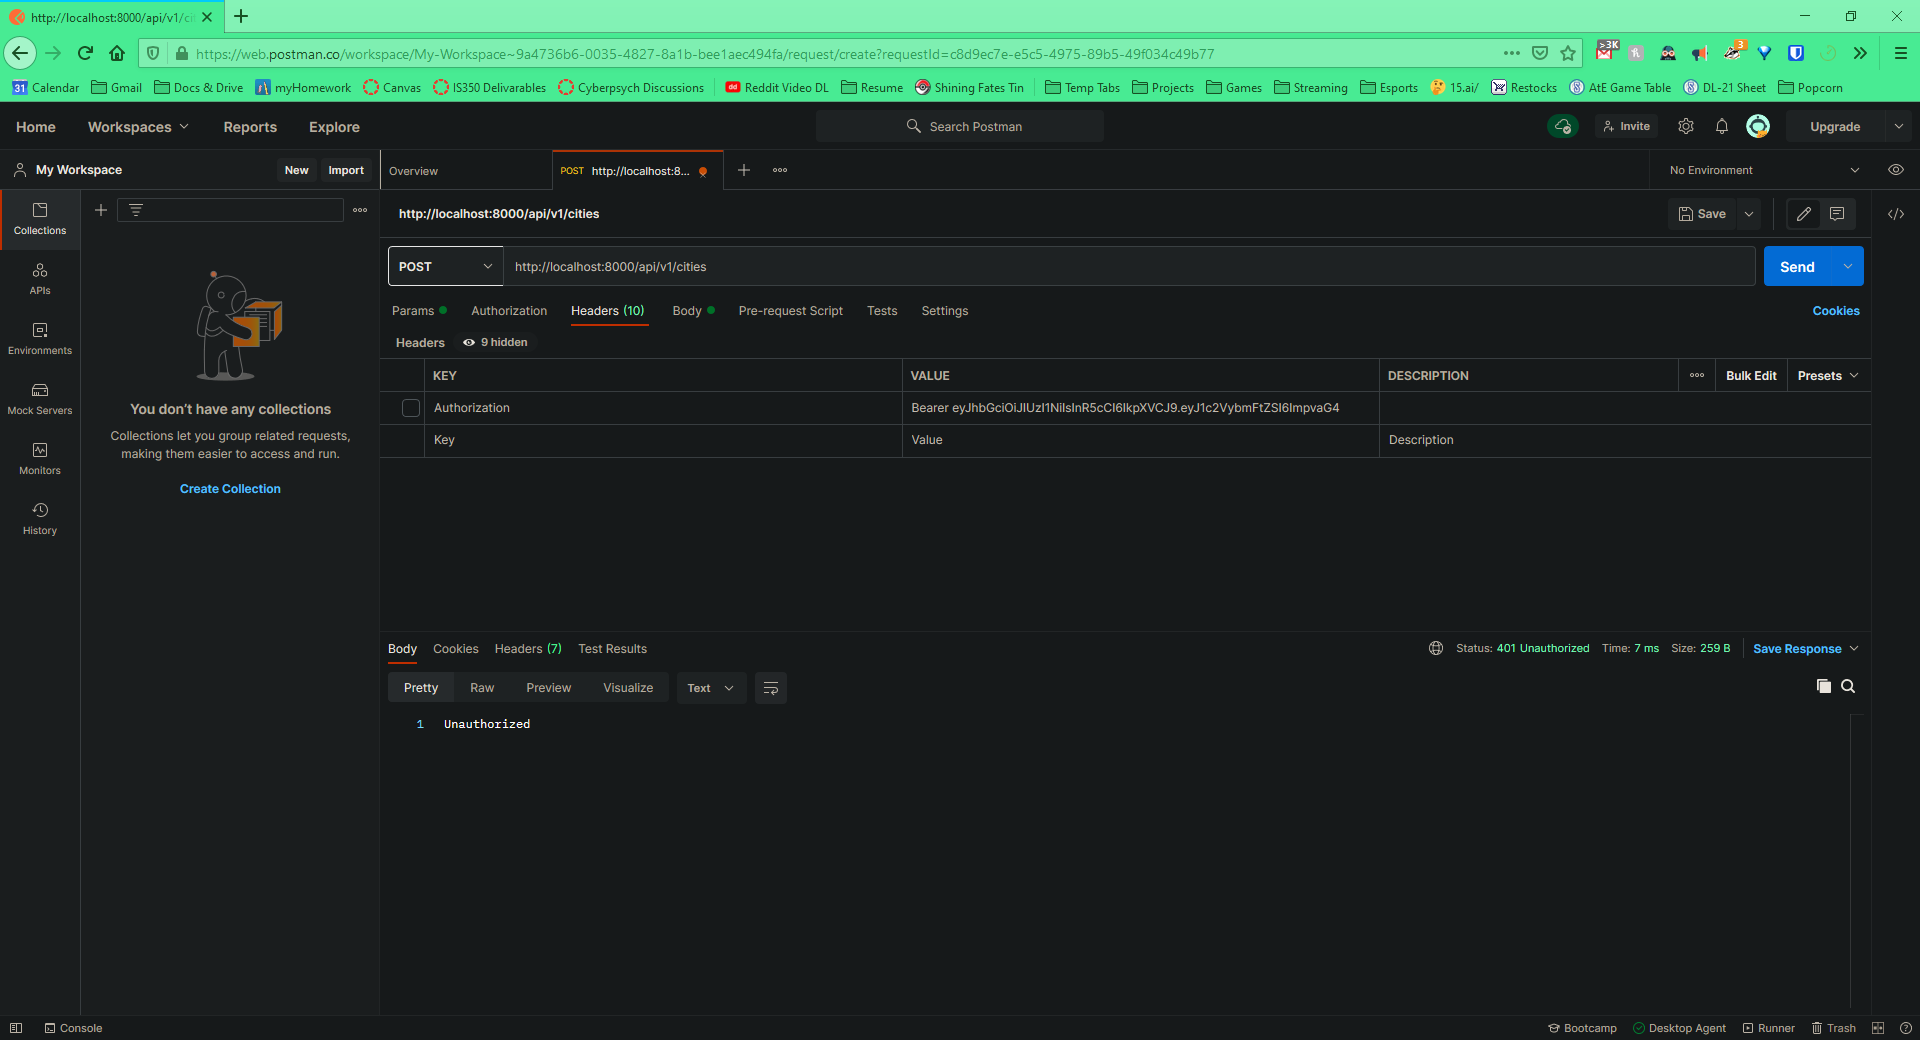 http://localhost:8000/api/v1/ci
https://web.postman.co/workspace/My-Workspace~9a4736b6-0035-4827-8a1b-bee1aec494fa/request/create?requestId=c8d9ec7e-e5c5-4975-89b5-49f034c49b77
>3K
3
31 Calendar Gmail Docs & Drive myHomework Canvas IS350 Delivarables Cyberpsych Discussions Reddit Video DL Resume Shining Fates Tin Temp Tabs Projects Games Streaming Esports 15.ai/ Restocks AtE Game Table DL-21 Sheet Popcorn
Home Workspaces Reports Explore Search Postman Invite Upgrade
My Workspace New Import Overview POST http://localhost:8... No Environment
Collections
http://localhost:8000/api/v1/cities Save
POST http://localhost:8000/api/v1/cities Send
APIs
Params Authorization Headers (10) Body Pre-request Script Tests Settings Cookies
Headers 9 hidden
Environments
KEY VALUE DESCRIPTION Bulk Edit Presets
Mock Servers
You don't have any collections
Authorization Bearer eyJhbGciOiJIUzI1NiIsInR5cCI6IkpXVCJ9.eyJ1c2VybmFtZSI6ImpvaG4
Collections let you group related requests,
making them easier to access and run.
Key Value Description
Monitors
Create Collection
History
Body Cookies Headers (7) Test Results Status: 401 Unauthorized Time: 7 ms Size: 259 B Save Response
Pretty Raw Preview Visualize Text
1 Unauthorized
Console Bootcamp Desktop Agent Runner Trash